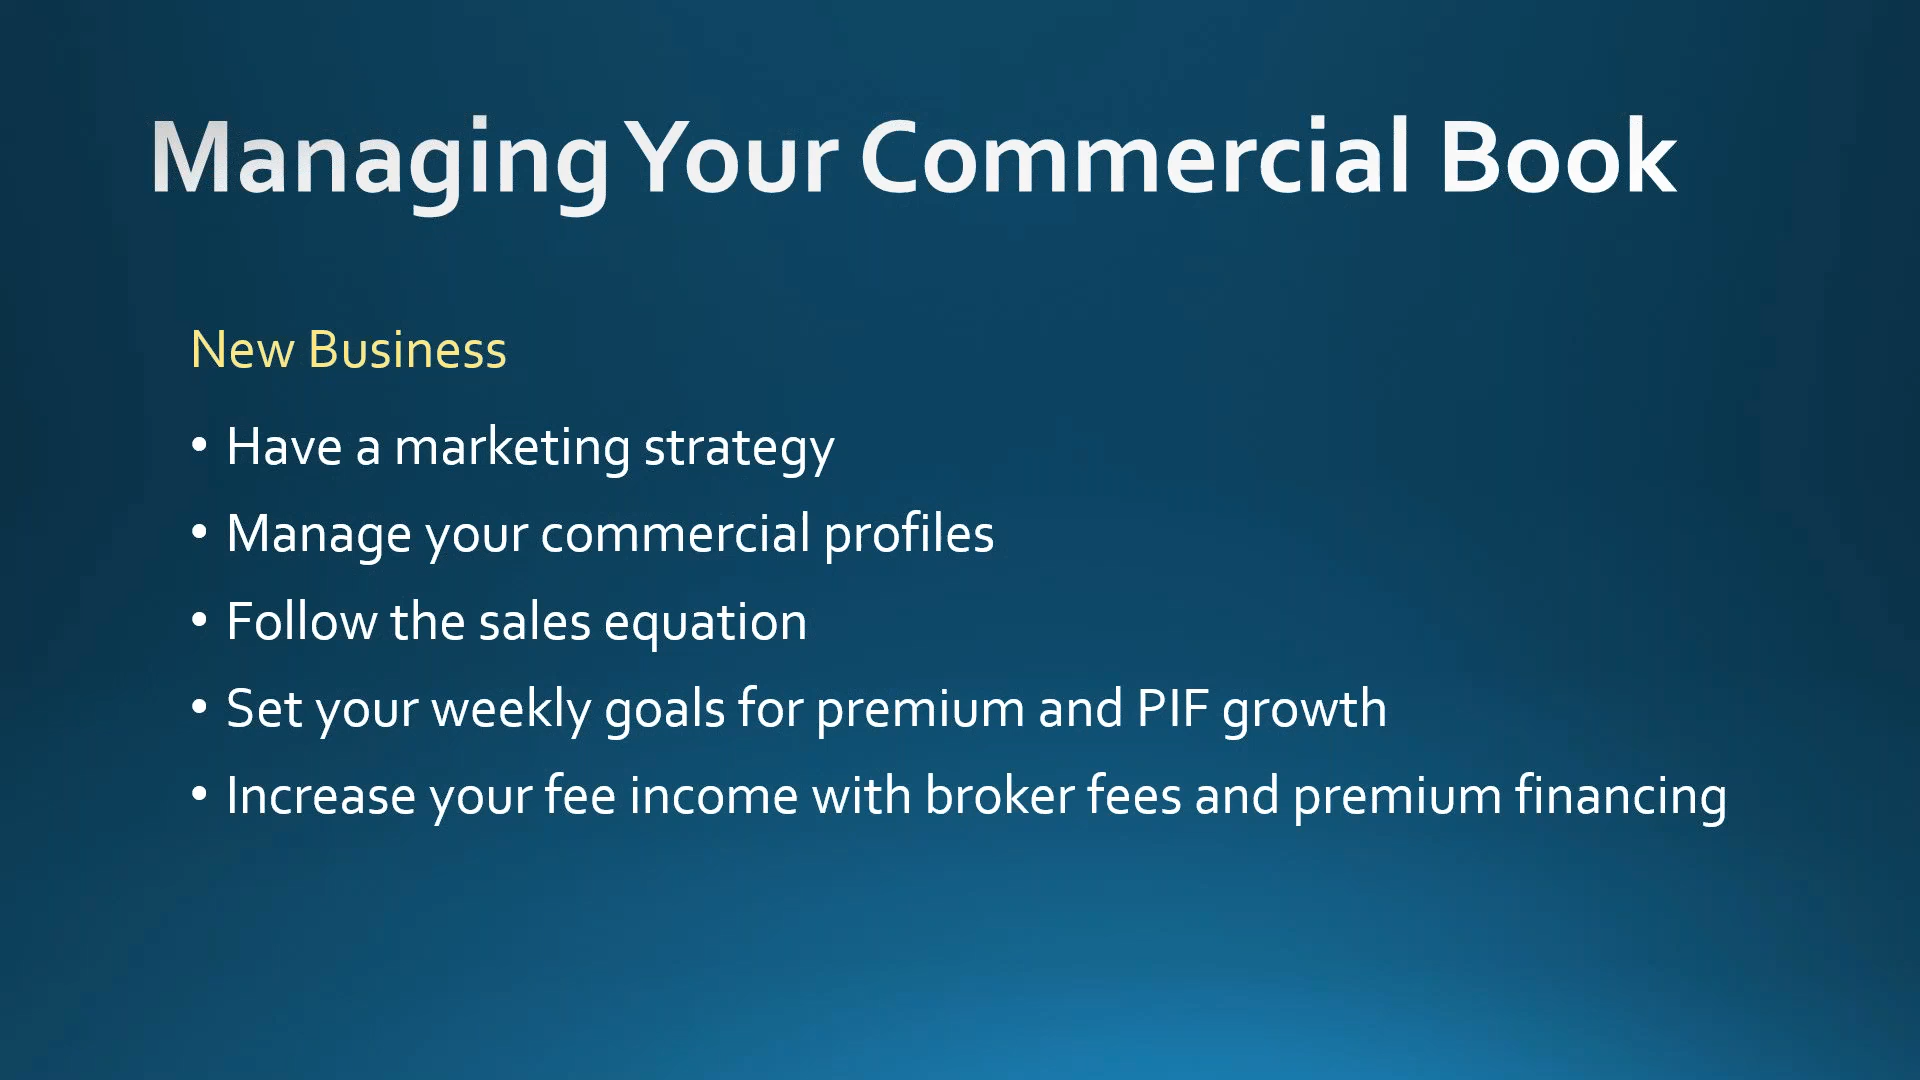 Managing Your Commercial Book
New Business
• Have a marketing strategy
• Manage your commercial profiles
• Follow the sales equation
• Set your weekly goals for premium and PIF growth
• Increase your fee income with broker fees and premium financing